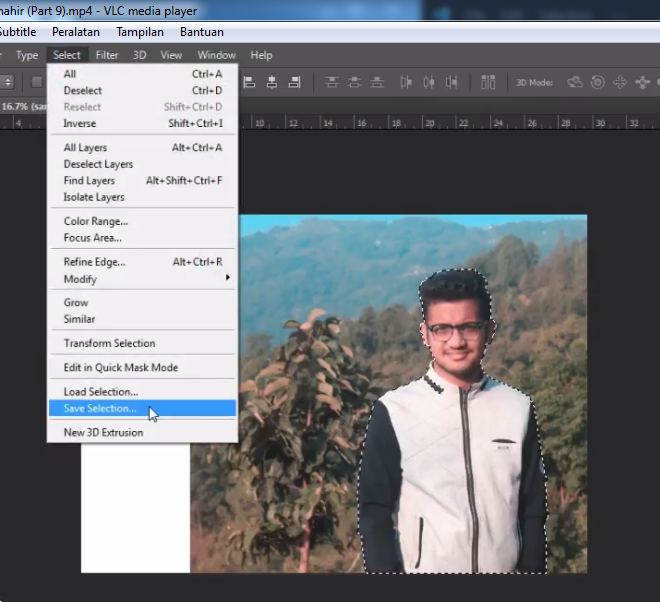 nahir (Part 9).mp4 - VLC media player
Subtitle Peralatan Tampilan Bantuan
Type Select Filter 3D View Window Help
All Ctrl+A
Deselect Ctrl+D
Reselect Shift+Ctrl+D
Inverse Shift+Ctrl+I
3D Mode:
16.7% (sa
4 10 12 14 16 18 20 22 24 26 28 30 32
All Layers Alt+Ctrl+A
Deselect Layers
Find Layers Alt+Shift+Ctrl+F
Isolate Layers
Color Range...
Focus Area...
Refine Edge... Alt+Ctrl+R
Modify
Grow
Similar
Transform Selection
Edit in Quick Mask Mode
Load Selection...
Save Selection...
New 3D Extrusion